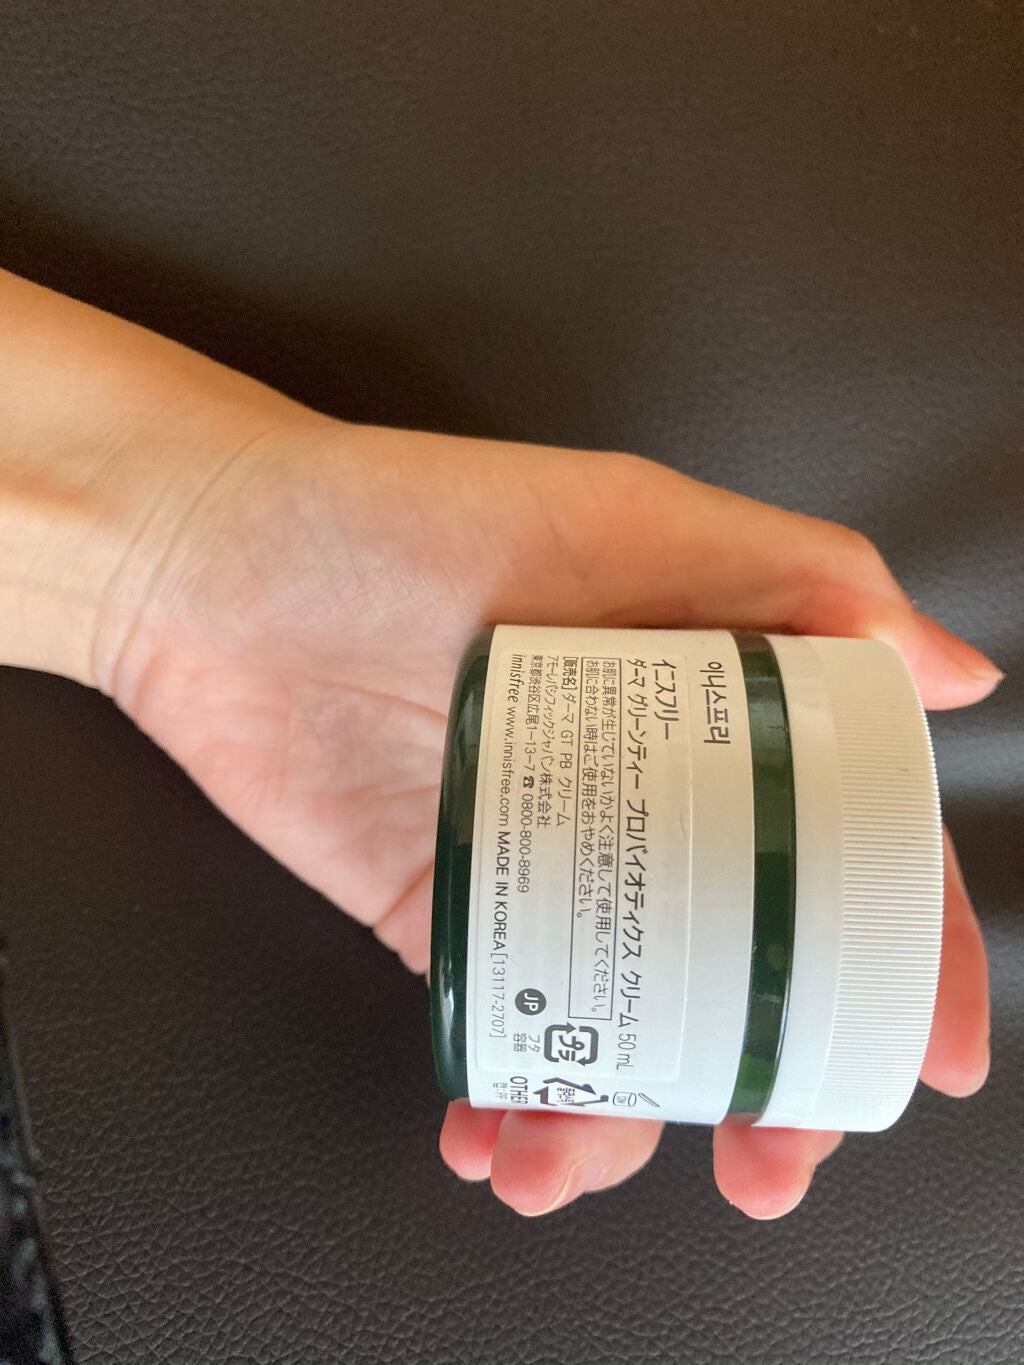 이니스프리
イニスフリー
ダーマ グリーンティー プロバイオティクス クリーム 50 mL
お肌に異常が生じていないかよく注意して使用してください。
お肌に合わない時はご使用をおやめください。
[販売名] ダーマ GT PB クリーム
アモーレパシフィックジャパン株式会社
東京都渋谷区広尾1-13-7 ☎ 0800-800-8969
innisfree www.innisfree.com MADE IN KOREA [13117-2707]
JP
プラ
フタ
容器
OTHER